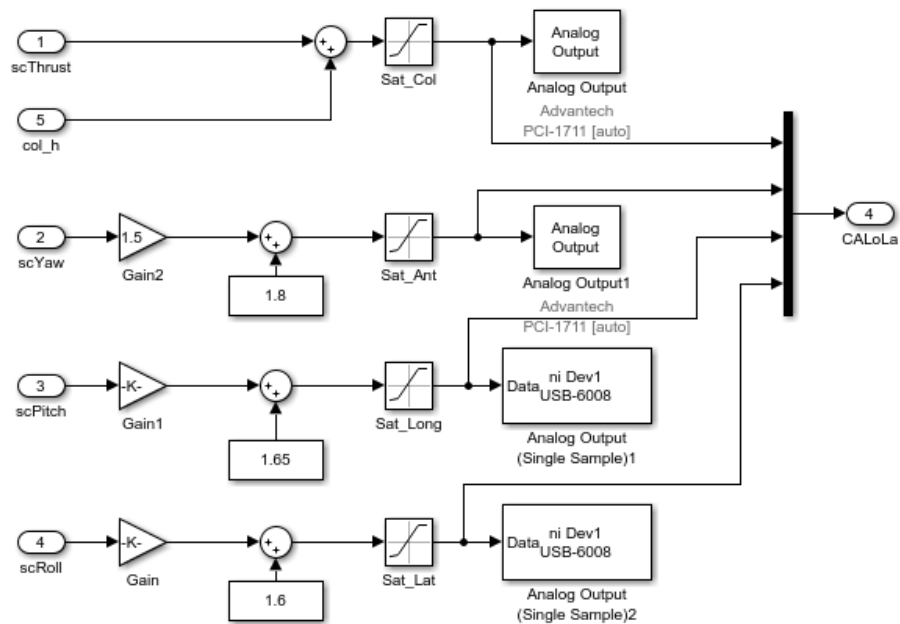 1
scThrust
Sat_Col
Analog
Output
Analog Output
Advantech
PCI-1711 [auto]
5
col_h
4
CALoLa
2
scYaw
1.5
Gain2
1.8
Sat_Ant
Analog
Output
Analog Output1
Advantech
PCI-1711 [auto]
3
scPitch
-K-
Gain1
1.65
Sat_Long
Data
ni Dev1
USB-6008
Analog Output
(Single Sample)1
4
scRoll
-K-
Gain
1.6
Sat_Lat
Data
ni Dev1
USB-6008
Analog Output
(Single Sample)2